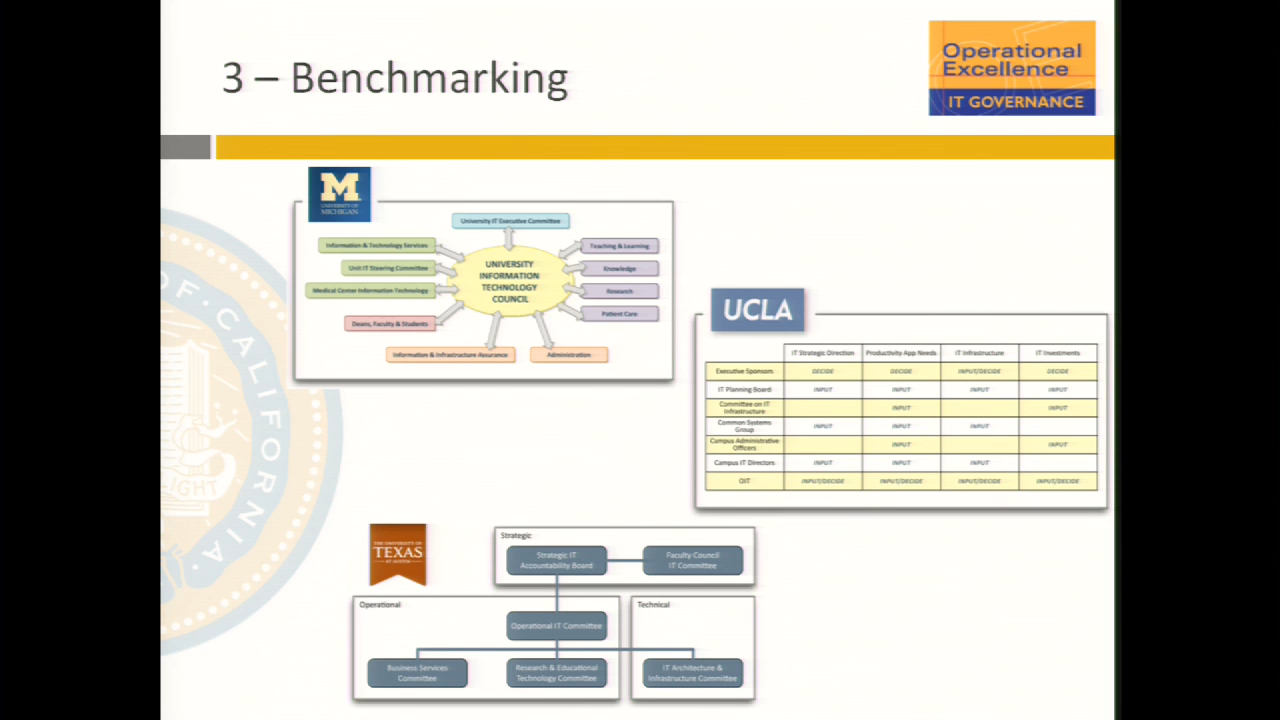 3 – Benchmarking
Operational
Excellence
IT GOVERNANCE
M
UNIVERSITY OF
MICHIGAN
University IT Executive Committee
Information & Technology Services
Unit IT Steering Committee
Medical Center Information Technology
Deans, Faculty & Students
UNIVERSITY
INFORMATION
TECHNOLOGY
COUNCIL
Teaching & Learning
Knowledge
Research
Patient Care
Information & Infrastructure Assurance
Administration
UCLA
IT Strategic Direction Productivity App Needs IT Infrastructure IT Investments
Executive Sponsors DECIDE DECIDE INPUT/DECIDE DECIDE
IT Planning Board INPUT INPUT INPUT INPUT
Committee on IT
Infrastructure INPUT INPUT
Common Systems
Group INPUT INPUT INPUT
Campus Administrative
Officers INPUT INPUT
Campus IT Directors INPUT INPUT INPUT
OIT INPUT/DECIDE INPUT/DECIDE INPUT/DECIDE INPUT/DECIDE
THE UNIVERSITY OF
TEXAS
AT AUSTIN
Strategic
Strategic IT
Accountability Board
Faculty Council
IT Committee
Operational
Operational IT Committee
Business Services
Committee
Research & Educational
Technology Committee
Technical
IT Architecture &
Infrastructure Committee
OF · CALIFORNIA
LIGHT